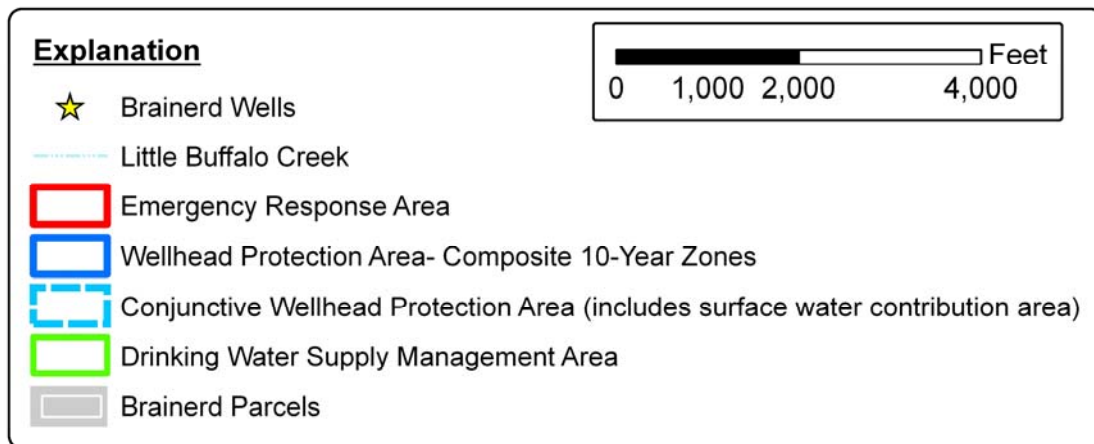 Explanation
Feet
0 1,000 2,000 4,000
Brainerd Wells
Little Buffalo Creek
Emergency Response Area
Wellhead Protection Area- Composite 10-Year Zones
Conjunctive Wellhead Protection Area (includes surface water contribution area)
Drinking Water Supply Management Area
Brainerd Parcels